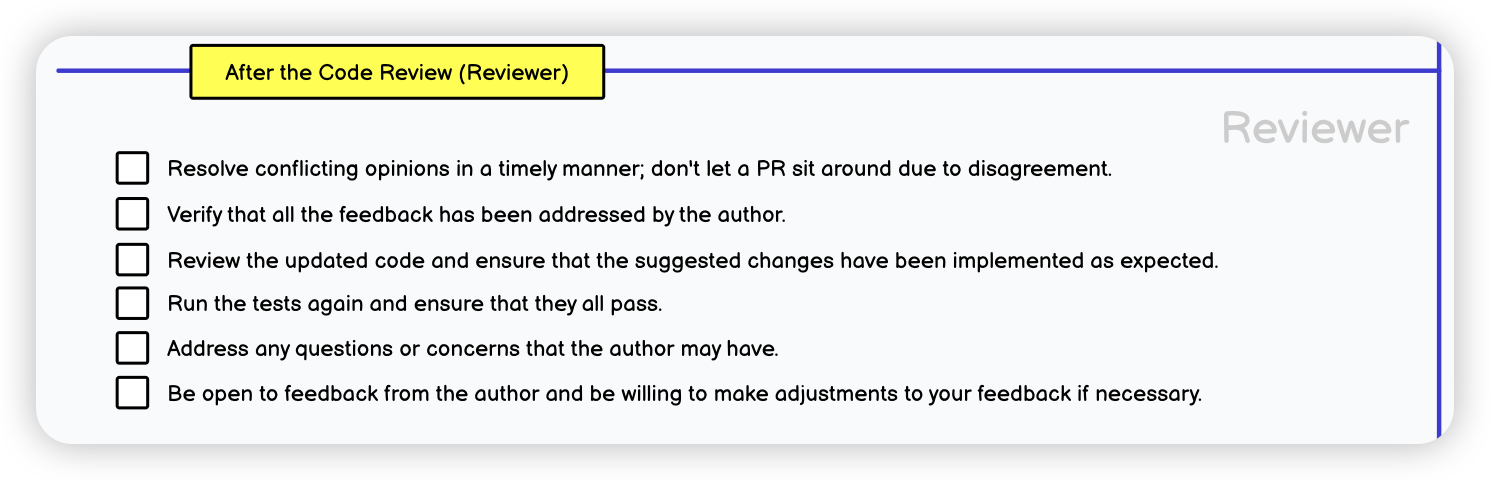 After the Code Review (Reviewer)
Reviewer
Resolve conflicting opinions in a timely manner; don't let a PR sit around due to disagreement.
Verify that all the feedback has been addressed by the author.
Review the updated code and ensure that the suggested changes have been implemented as expected.
Run the tests again and ensure that they all pass.
Address any questions or concerns that the author may have.
Be open to feedback from the author and be willing to make adjustments to your feedback if necessary.